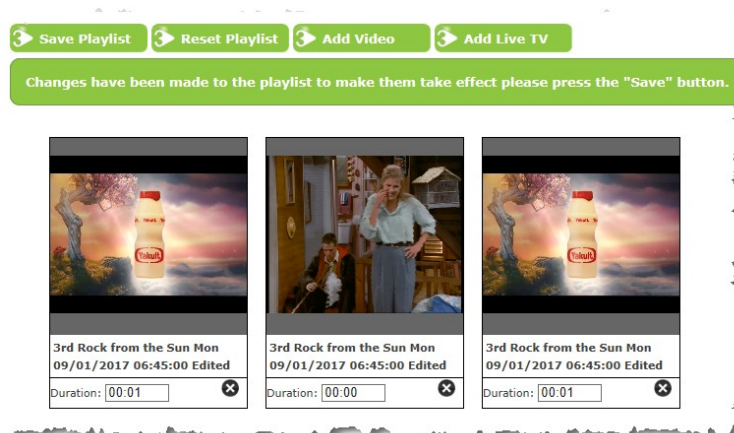 Save Playlist Reset Playlist Add Video Add Live TV
Changes have been made to the playlist to make them take effect please press the "Save" button.
Yakult
Yakult
3rd Rock from the Sun Mon
09/01/2017 06:45:00 Edited
Duration: 00:01
3rd Rock from the Sun Mon
09/01/2017 06:45:00 Edited
Duration: 00:00
3rd Rock from the Sun Mon
09/01/2017 06:45:00 Edited
Duration: 00:01